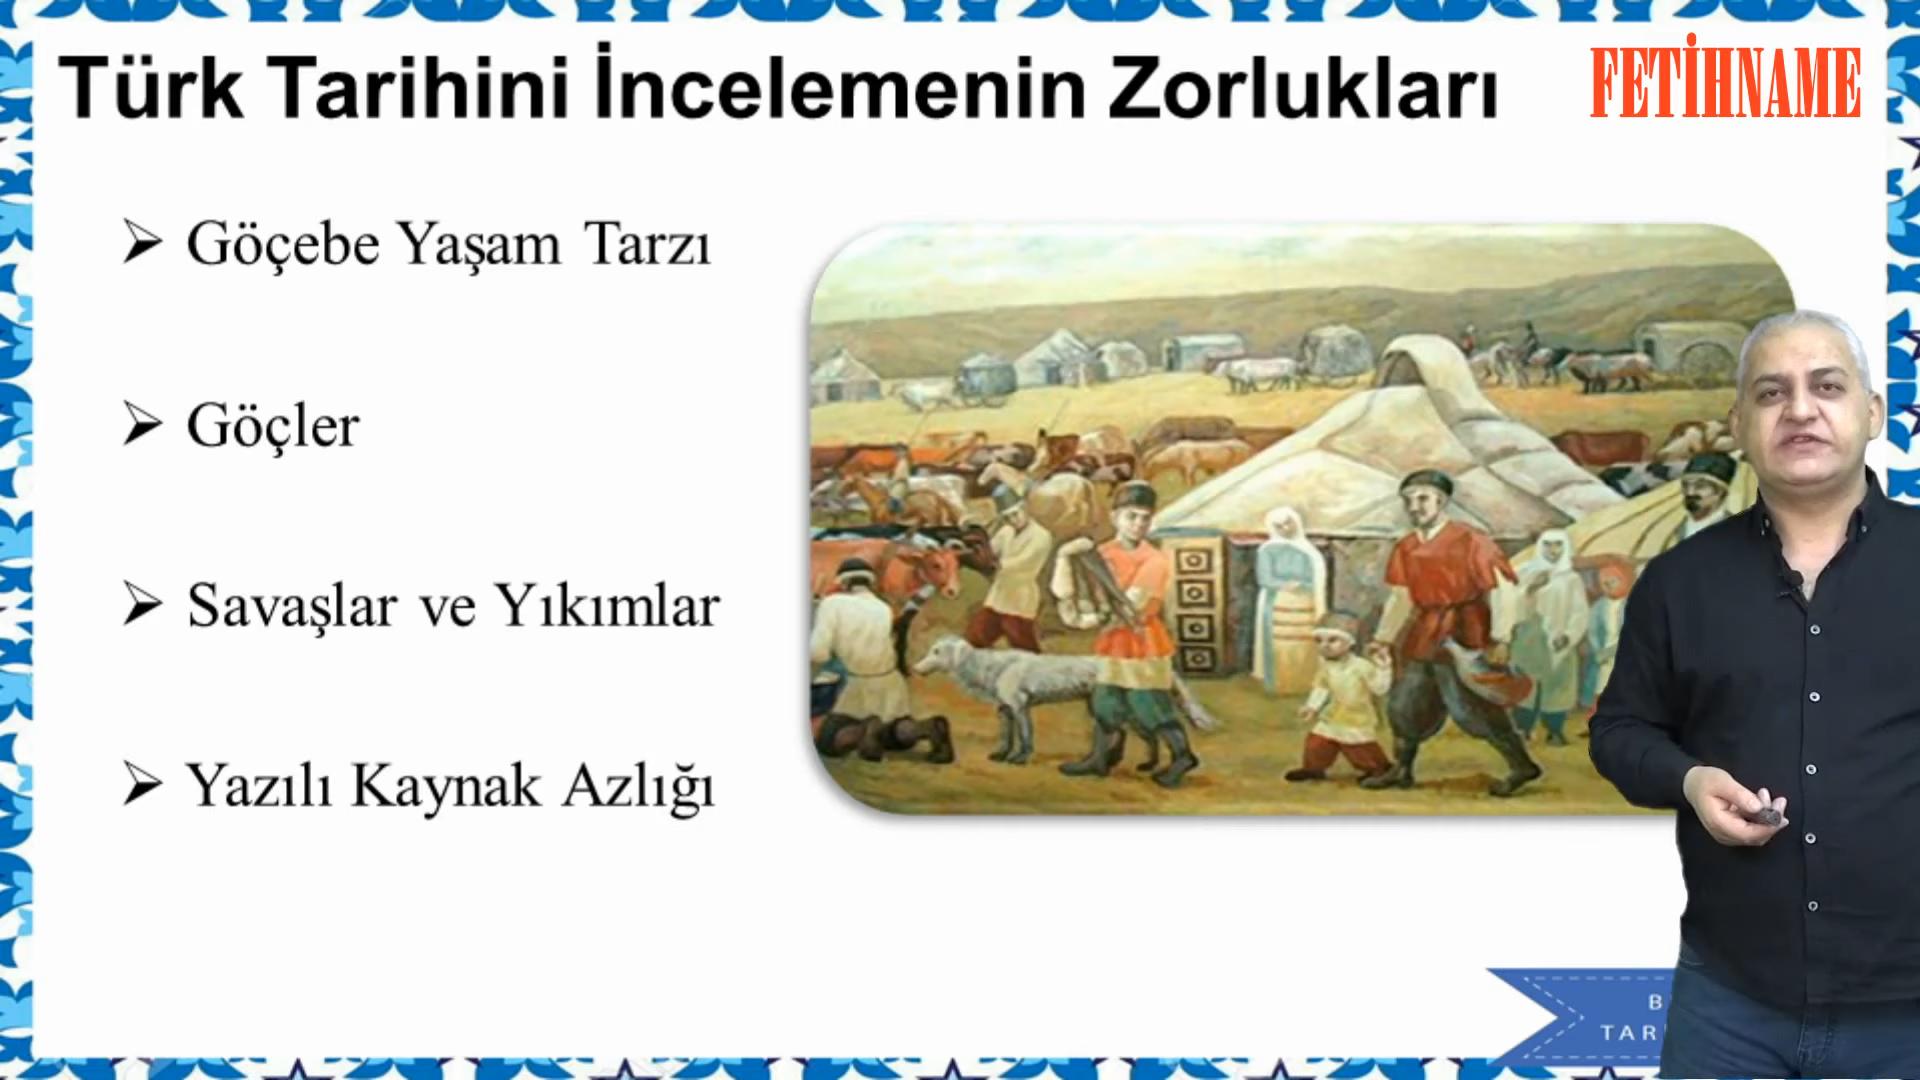 Türk Tarihini İncelemenin Zorlukları
FETİHNAME
Göçebe Yaşam Tarzı
Göçler
Savaşlar ve Yıkımlar
Yazılı Kaynak Azlığı